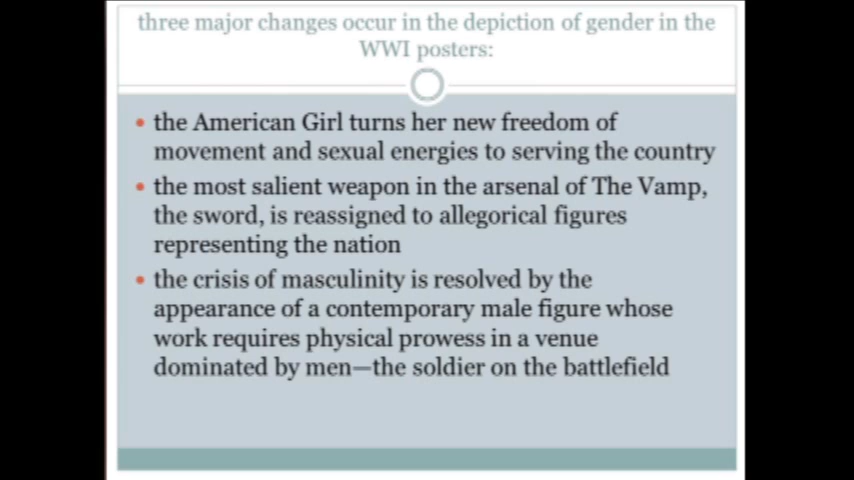 three major changes occur in the depiction of gender in the
WWI posters:
• the American Girl turns her new freedom of
movement and sexual energies to serving the country
• the most salient weapon in the arsenal of The Vamp,
the sword, is reassigned to allegorical figures
representing the nation
• the crisis of masculinity is resolved by the
appearance of a contemporary male figure whose
work requires physical prowess in a venue
dominated by men—the soldier on the battlefield